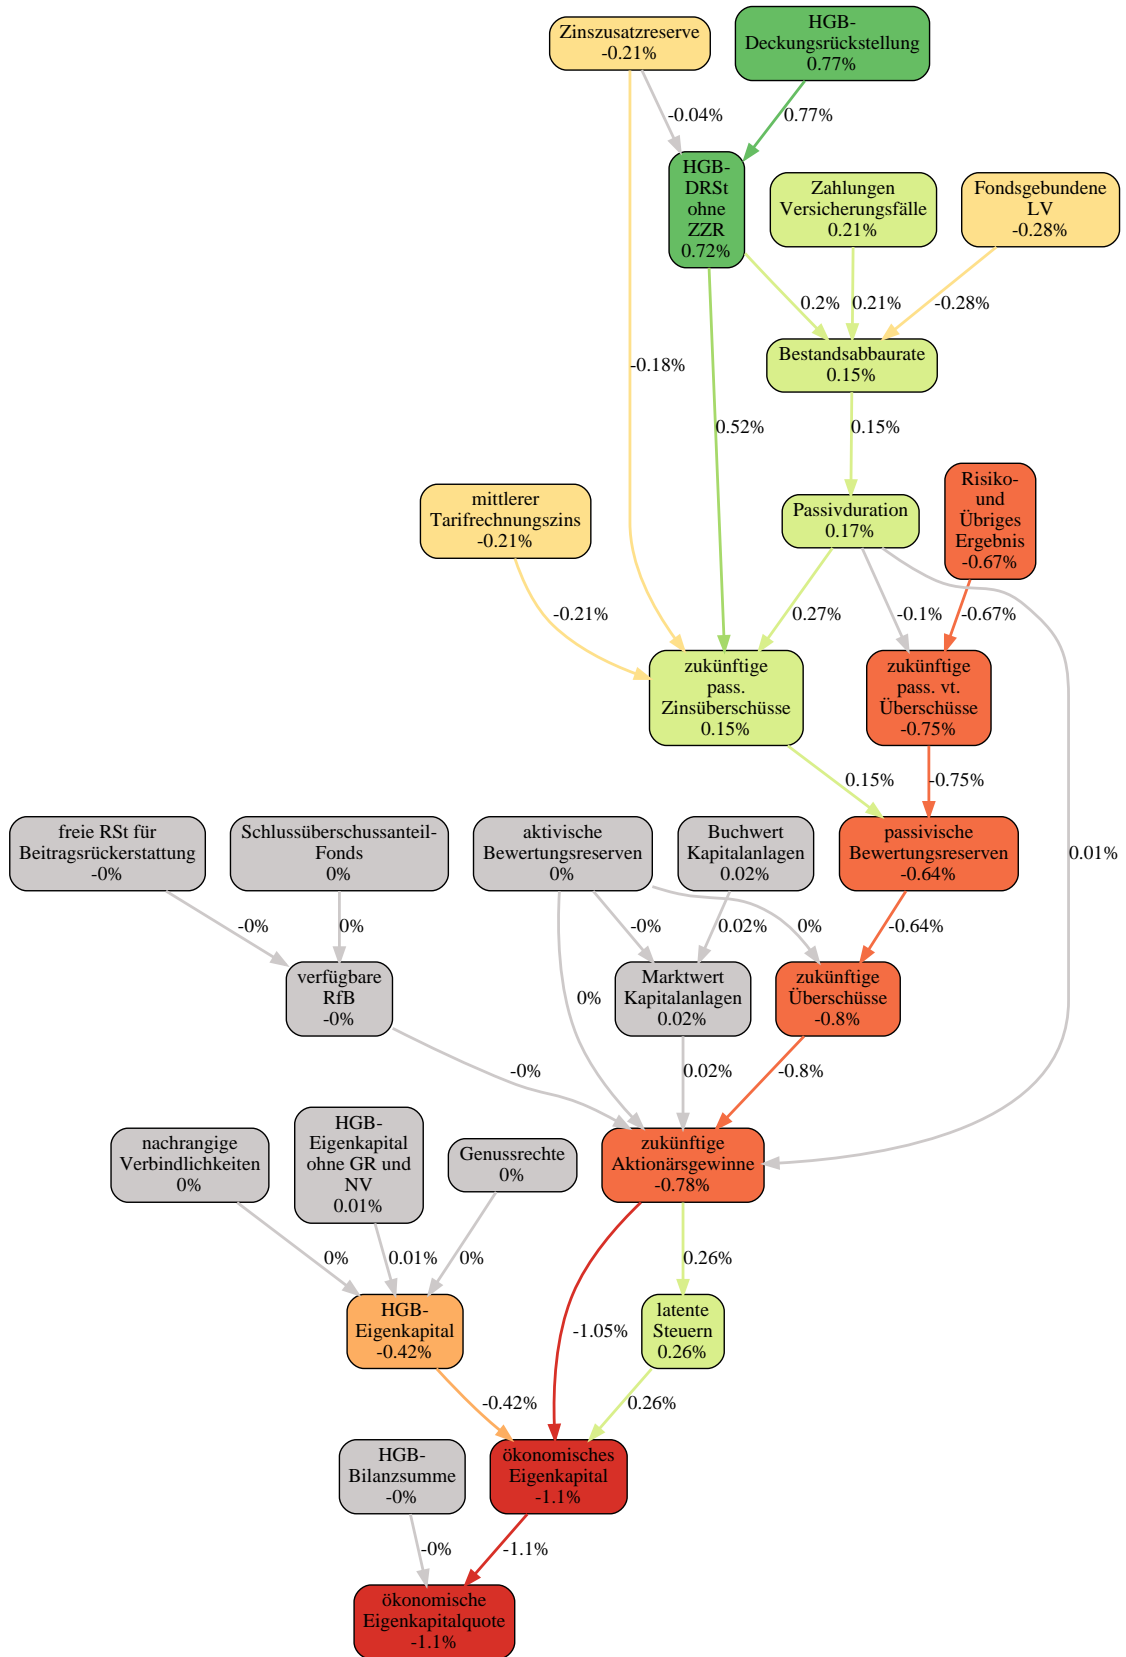 Zinszusatzreserve
-0.21%
HGB-
Deckungsrückstellung
0.77%
-0.04%
0.77%
HGB-
DRSt
ohne
ZZR
0.72%
Zahlungen
Versicherungsfälle
0.21%
Fondsgebundene
LV
-0.28%
0.2%
0.21%
-0.28%
Bestandsabbaurate
0.15%
-0.18%
0.52%
0.15%
mittlerer
Tarifrechnungszins
-0.21%
Passivduration
0.17%
Risiko-
und
Übriges
Ergebnis
-0.67%
-0.21%
0.27%
-0.1%
-0.67%
zukünftige
pass.
Zinsüberschüsse
0.15%
zukünftige
pass. vt.
Überschüsse
-0.75%
0.15%
-0.75%
freie RSt für
Beitragsrückerstattung
-0%
Schlussüberschussanteil-
Fonds
0%
aktivische
Bewertungsreserven
0%
Buchwert
Kapitalanlagen
0.02%
passivische
Bewertungsreserven
-0.64%
0.01%
-0%
0%
-0%
0.02%
0%
-0.64%
verfügbare
RfB
-0%
0%
Marktwert
Kapitalanlagen
0.02%
zukünftige
Überschüsse
-0.8%
-0%
0.02%
-0.8%
nachrangige
Verbindlichkeiten
0%
HGB-
Eigenkapital
ohne GR und
NV
0.01%
Genussrechte
0%
zukünftige
Aktionärsgewinne
-0.78%
0%
0.01%
0%
0.26%
HGB-
Eigenkapital
-0.42%
-1.05%
latente
Steuern
0.26%
-0.42%
0.26%
HGB-
Bilanzsumme
-0%
ökonomisches
Eigenkapital
-1.1%
-0%
-1.1%
ökonomische
Eigenkapitalquote
-1.1%